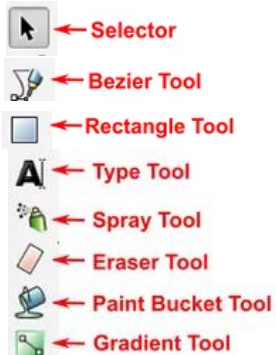 Selector
Bezier Tool
Rectangle Tool
Type Tool
Spray Tool
Eraser Tool
Paint Bucket Tool
Gradient Tool